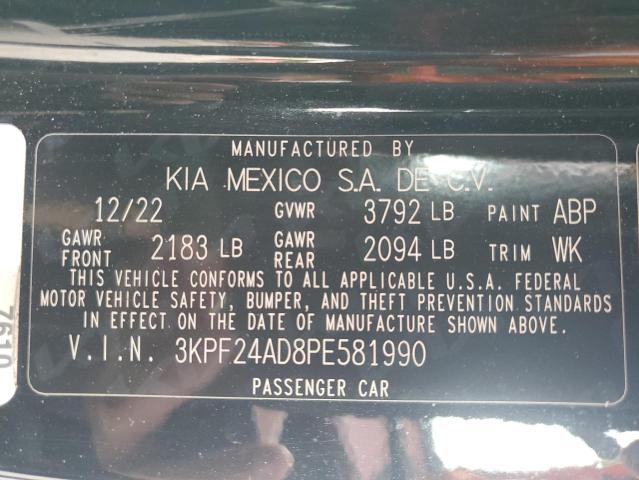 MANUFACTURED BY
KIA MEXICO S.A. DE C.V.
12/22 GVWR 3792 LB PAINT ABP
GAWR FRONT 2183 LB GAWR REAR 2094 LB TRIM WK
THIS VEHICLE CONFORMS TO ALL APPLICABLE U.S.A. FEDERAL
MOTOR VEHICLE SAFETY, BUMPER, AND THEFT PREVENTION STANDARDS
IN EFFECT ON THE DATE OF MANUFACTURE SHOWN ABOVE.
V.I.N. 3KPF24AD8PE581990
PASSENGER CAR